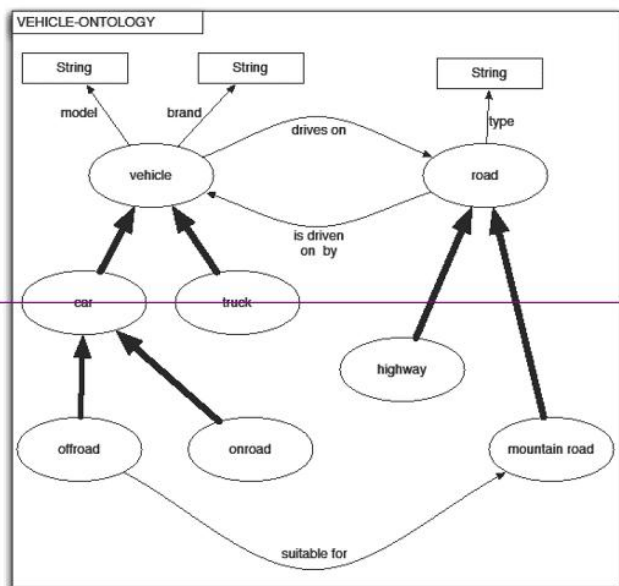 VEHICLE-ONTOLOGY
String
String
String
model
brand
drives on
type
vehicle
road
is driven
on by
car
truck
highway
offroad
onroad
mountain road
suitable for